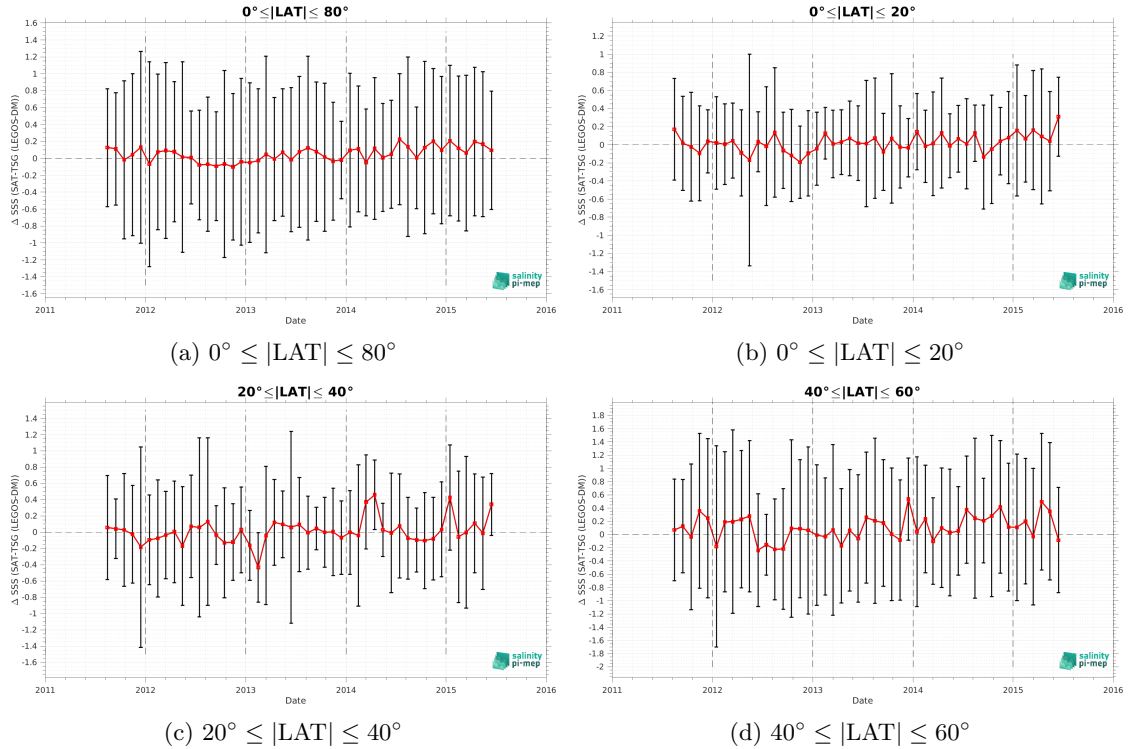 0°≤|LAT|≤ 80°
1.6
1.4
1.2
1
0.8
0.6
0.4
0.2
0
-0.2
-0.4
-0.6
-0.8
-1
-1.2
-1.4
-1.6
Δ SSS (SAT-TSG (LEGOS-DM))
2011 2012 2013 2014 2015 2016
Date
salinity
pi-mep
(a) 0° ≤ |LAT| ≤ 80°
0°≤|LAT|≤ 20°
1.2
1
0.8
0.6
0.4
0.2
0
-0.2
-0.4
-0.6
-0.8
-1
-1.2
-1.4
-1.6
Δ SSS (SAT-TSG (LEGOS-DM))
2011 2012 2013 2014 2015 2016
Date
salinity
pi-mep
(b) 0° ≤ |LAT| ≤ 20°
20°≤|LAT|≤ 40°
1.4
1.2
1
0.8
0.6
0.4
0.2
0
-0.2
-0.4
-0.6
-0.8
-1
-1.2
-1.4
-1.6
Δ SSS (SAT-TSG (LEGOS-DM))
2011 2012 2013 2014 2015 2016
Date
salinity
pi-mep
(c) 20° ≤ |LAT| ≤ 40°
40°≤|LAT|≤ 60°
1.8
1.6
1.4
1.2
1
0.8
0.6
0.4
0.2
0
-0.2
-0.4
-0.6
-0.8
-1
-1.2
-1.4
-1.6
-1.8
-2
Δ SSS (SAT-TSG (LEGOS-DM))
2011 2012 2013 2014 2015 2016
Date
salinity
pi-mep
(d) 40° ≤ |LAT| ≤ 60°